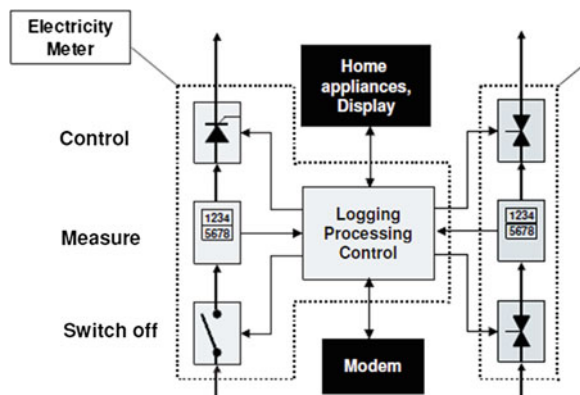 Electricity
Meter
Home
appliances,
Display
Control
1234
5678
Logging
Processing
Control
1234
5678
Measure
Switch off
Modem